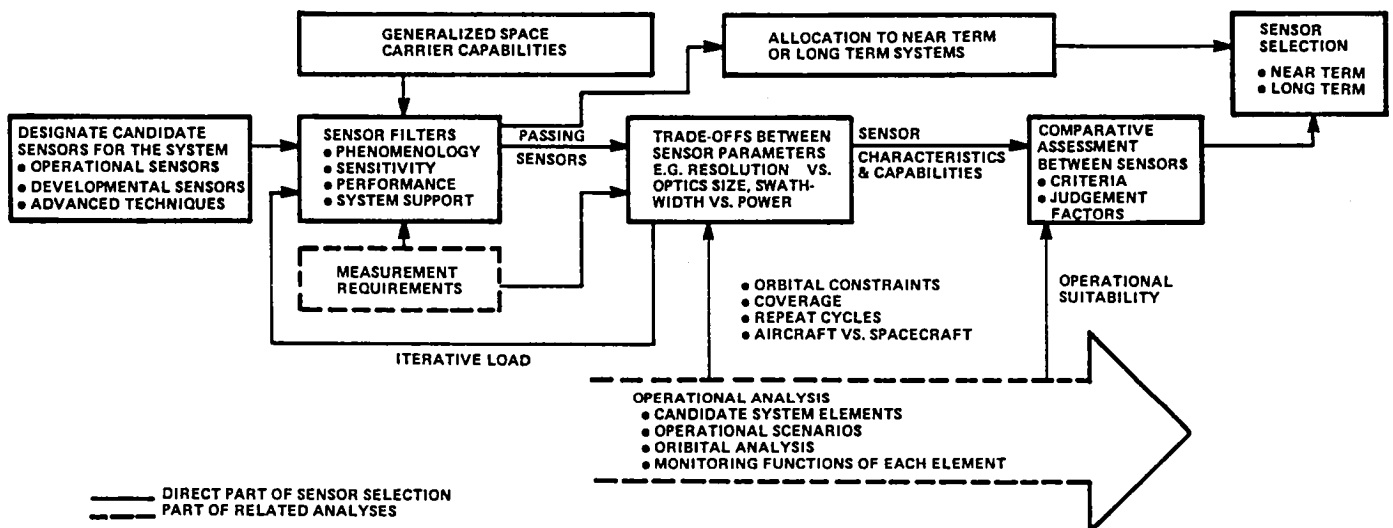 GENERALIZED SPACE
CARRIER CAPABILITIES
ALLOCATION TO NEAR TERM
OR LONG TERM SYSTEMS
SENSOR
SELECTION
● NEAR TERM
● LONG TERM
DESIGNATE CANDIDATE
SENSORS FOR THE SYSTEM
● OPERATIONAL SENSORS
● DEVELOPMENTAL SENSORS
● ADVANCED TECHNIQUES
SENSOR FILTERS
● PHENOMENOLOGY
● SENSITIVITY
● PERFORMANCE
● SYSTEM SUPPORT
PASSING
SENSORS
TRADE-OFFS BETWEEN
SENSOR PARAMETERS
E.G. RESOLUTION VS.
OPTICS SIZE, SWATH-
WIDTH VS. POWER
SENSOR
CHARACTERISTICS
& CAPABILITIES
COMPARATIVE
ASSESSMENT
BETWEEN SENSORS
● CRITERIA
● JUDGEMENT
FACTORS
MEASUREMENT
REQUIREMENTS
● ORBITAL CONSTRAINTS
● COVERAGE
● REPEAT CYCLES
● AIRCRAFT VS. SPACECRAFT
OPERATIONAL
SUITABILITY
ITERATIVE LOAD
OPERATIONAL ANALYSIS
● CANDIDATE SYSTEM ELEMENTS
● OPERATIONAL SCENARIOS
● ORIBITAL ANALYSIS
● MONITORING FUNCTIONS OF EACH ELEMENT
DIRECT PART OF SENSOR SELECTION
PART OF RELATED ANALYSES